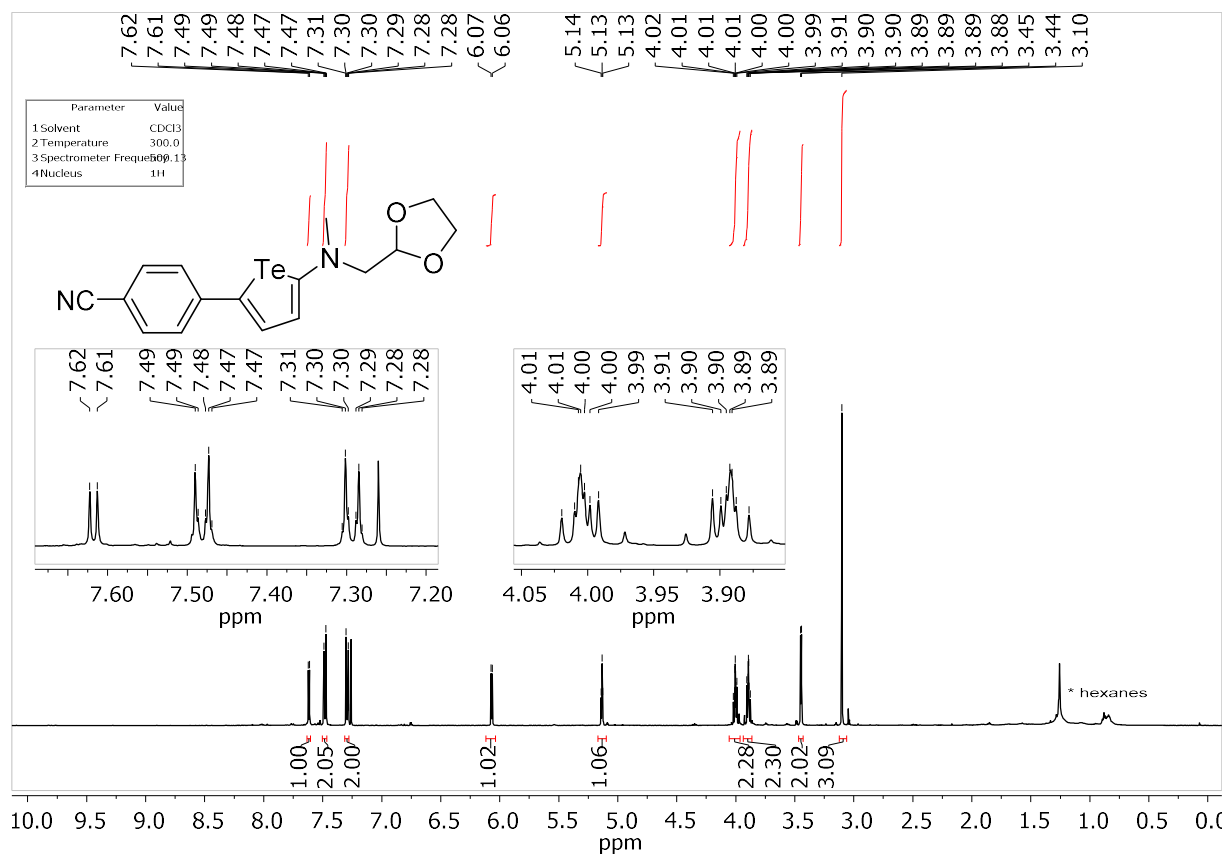 7.62 7.61 7.49 7.49 7.48 7.47 7.47 7.31 7.30 7.30 7.29 7.28 7.28 6.07 6.06 5.14 5.13 5.13 4.02 4.01 4.01 4.01 4.00 4.00 3.99 3.91 3.90 3.90 3.89 3.89 3.89 3.88 3.45 3.44 3.10
Parameter Value
1 Solvent CDCl3
2 Temperature 300.0
3 Spectrometer Frequency 500.13
4 Nucleus 1H
O
O
N
Te
NC
7.62 7.61 7.49 7.49 7.48 7.47 7.47 7.31 7.30 7.30 7.29 7.28 7.28
7.60 7.50 7.40 7.30 7.20
ppm
4.01 4.01 4.00 4.00 3.99 3.91 3.90 3.90 3.89 3.89
4.05 4.00 3.95 3.90
ppm
* hexanes
1.00 2.05 2.00 1.02 1.06 2.28 2.30 2.02 3.09
10.0 9.5 9.0 8.5 8.0 7.5 7.0 6.5 6.0 5.5 5.0 4.5 4.0 3.5 3.0 2.5 2.0 1.5 1.0 0.5 0.0
ppm